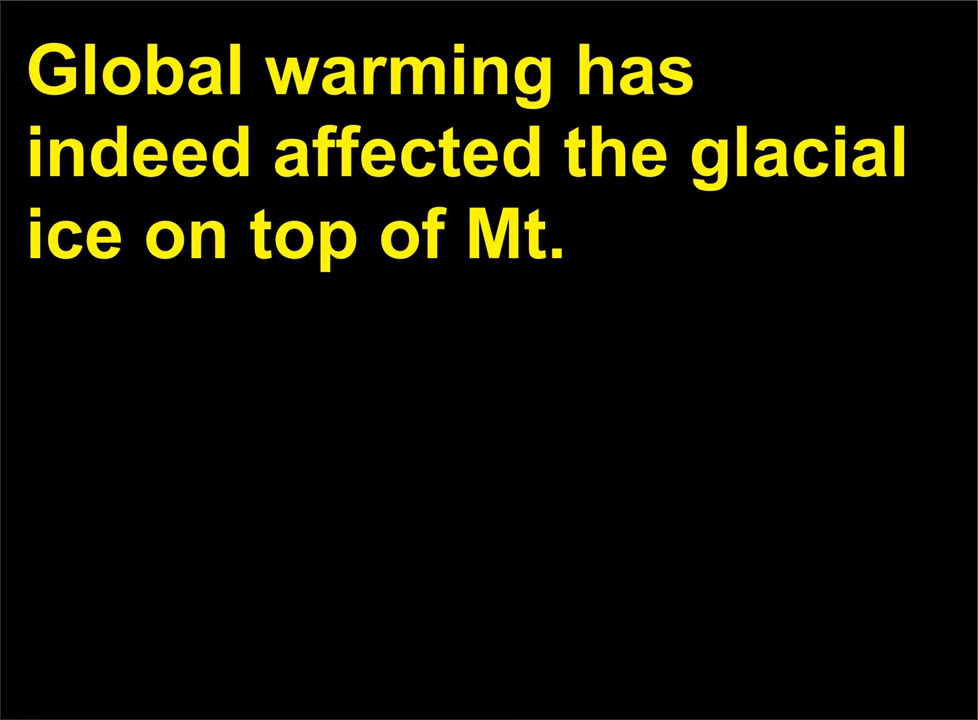 Global warming has
indeed affected the glacial
ice on top of Mt.